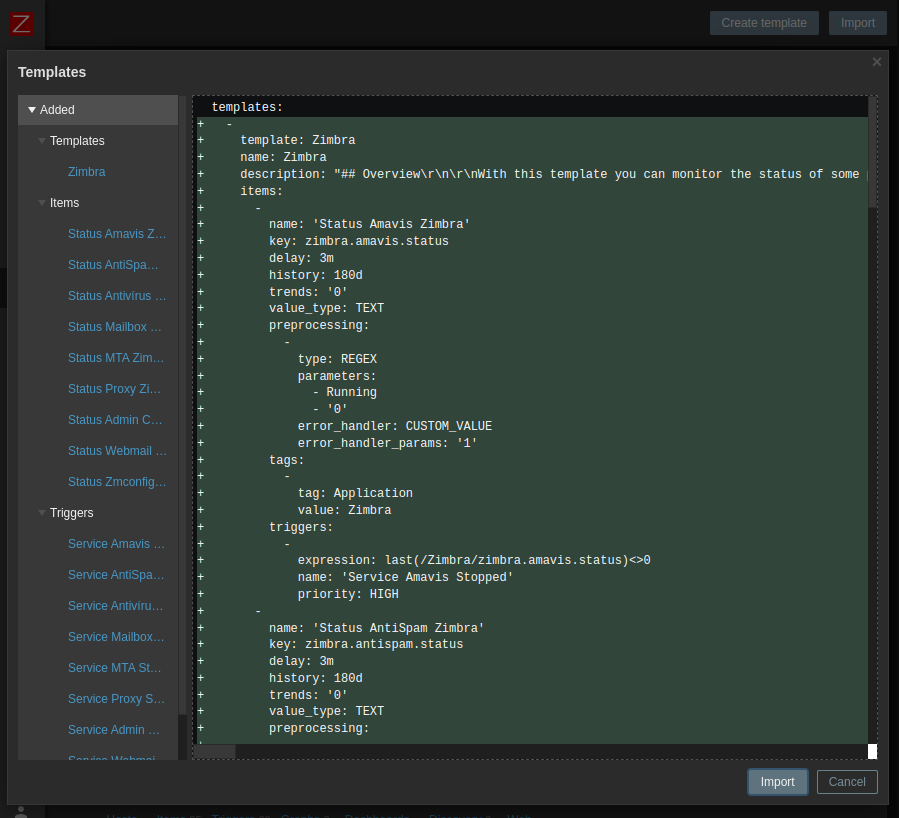 Z
Create template
Import
Templates
×
Added
Templates
Zimbra
Items
Status Amavis Z…
Status AntiSpa…
Status Antivírus …
Status Mailbox …
Status MTA Zim…
Status Proxy Zi…
Status Admin C…
Status Webmail …
Status Zmconfig…
Triggers
Service Amavis …
Service AntiSpa…
Service Antivíru…
Service Mailbox…
Service MTA St…
Service Proxy S…
Service Admin …
Service Webmai…
templates:
+ -
+ template: Zimbra
+ name: Zimbra
+ description: "## Overview\r\n\r\nWith this template you can monitor the status of some
+ items:
+ -
+ name: 'Status Amavis Zimbra'
+ key: zimbra.amavis.status
+ delay: 3m
+ history: 180d
+ trends: '0'
+ value_type: TEXT
+ preprocessing:
+ -
+ type: REGEX
+ parameters:
+ - Running
+ - '0'
+ error_handler: CUSTOM_VALUE
+ error_handler_params: '1'
+ tags:
+ -
+ tag: Application
+ value: Zimbra
+ triggers:
+ -
+ expression: last(/Zimbra/zimbra.amavis.status)<>0
+ name: 'Service Amavis Stopped'
+ priority: HIGH
+ -
+ name: 'Status AntiSpam Zimbra'
+ key: zimbra.antispam.status
+ delay: 3m
+ history: 180d
+ trends: '0'
+ value_type: TEXT
+ preprocessing:
Import
Cancel